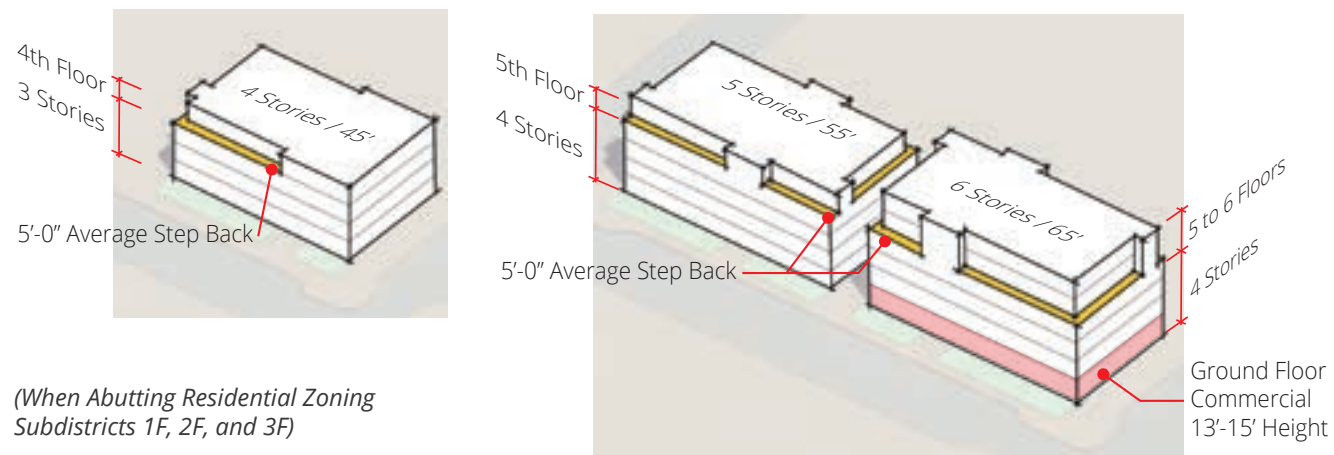 4th Floor
3 Stories
4 Stories / 45'
5'-0" Average Step Back
(When Abutting Residential Zoning
Subdistricts 1F, 2F, and 3F)
5th Floor
4 Stories
5 Stories / 55'
6 Stories / 65'
5'-0" Average Step Back
5 to 6 Floors
4 Stories
Ground Floor
Commercial
13'-15' Height